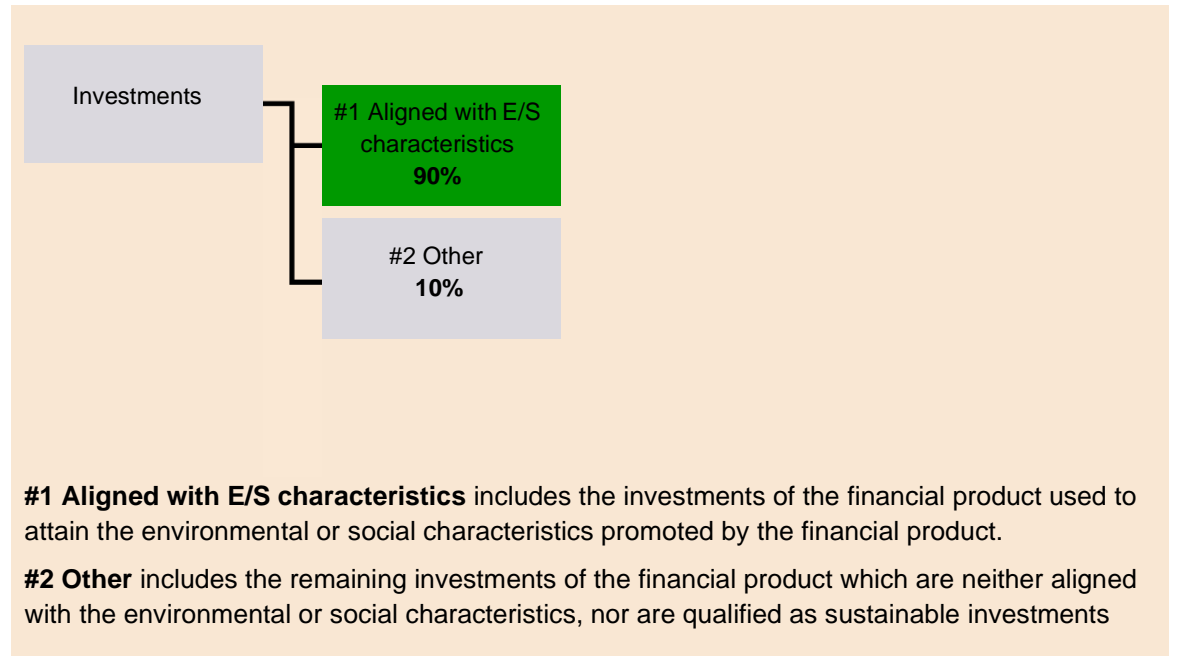 Investments
#1 Aligned with E/S
characteristics
90%
#2 Other
10%
#1 Aligned with E/S characteristics includes the investments of the financial product used to
attain the environmental or social characteristics promoted by the financial product.
#2 Other includes the remaining investments of the financial product which are neither aligned
with the environmental or social characteristics, nor are qualified as sustainable investments